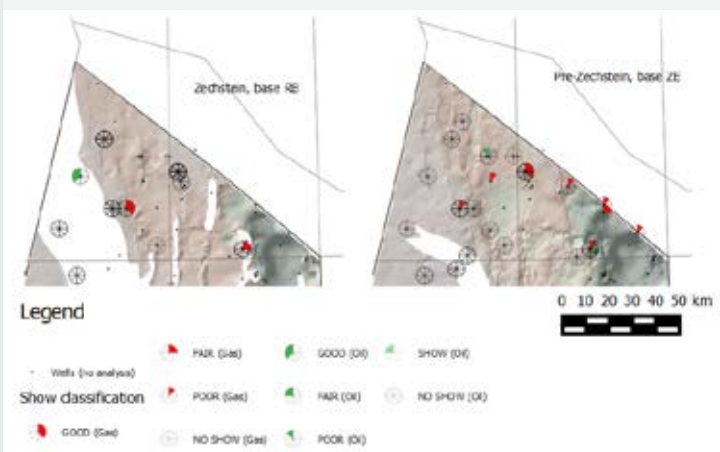 Zechstein, base RB
Pre-Zechstein, base ZE
0 10 20 30 40 50 km
Legend
Wells (no analysis)
Show classification
GOOD (Gas)
FAIR (Gas)
POOR (Gas)
NO SHOW (Gas)
GOOD (Oil)
FAIR (Oil)
POOR (Oil)
SHOW (Oil)
NO SHOW (Oil)